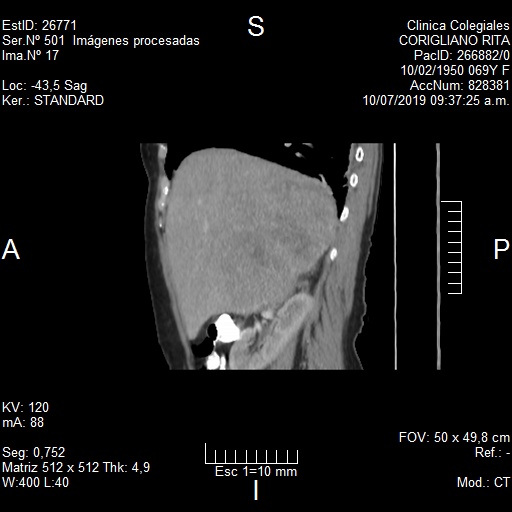 EstID: 26771
Ser.Nº 501  Imágenes procesadas
Ima.Nº 17
Loc: -43,5 Sag
Ker.: STANDARD
S
Clinica Colegiales
CORIGLIANO RITA
PacID: 266882/0
10/02/1950 069Y F
AccNum: 828381
10/07/2019 09:37:25 a.m.
A
P
KV: 120
mA: 88
Seg: 0,752
Matriz 512 x 512 Thk: 4,9
W:400 L:40
Esc 1=10 mm
I
FOV: 50 x 49,8 cm
Ref.: -
Mod.: CT